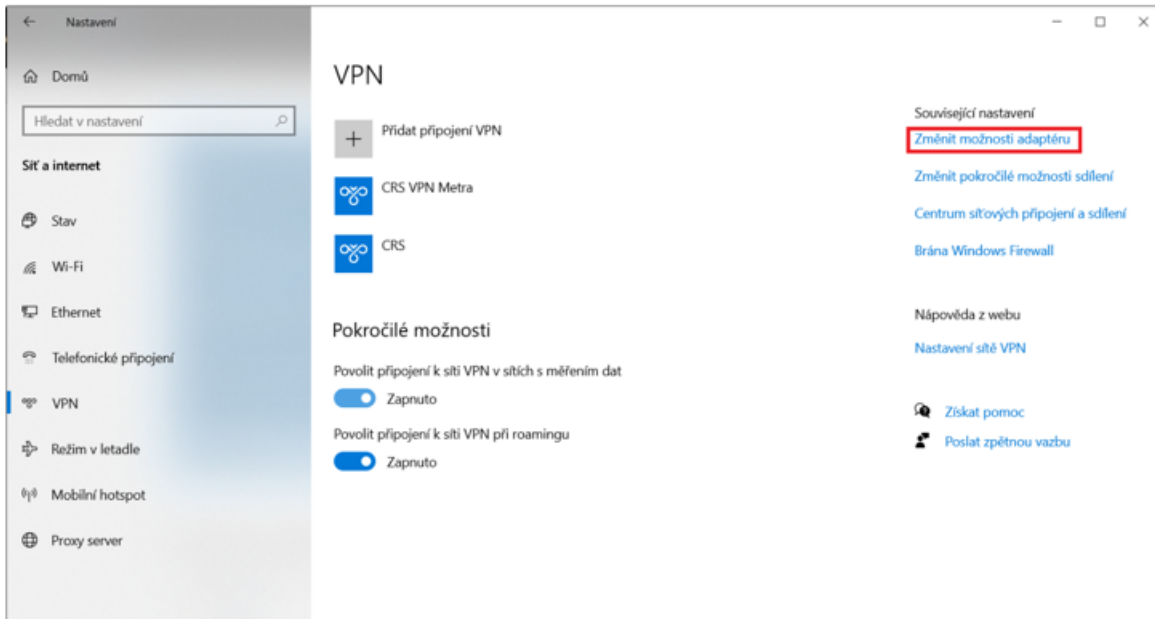 Nastavení
Domů
Hledat v nastavení
Síť a internet
Stav
Wi-Fi
Ethernet
Telefonické připojení
VPN
Režim v letadle
Mobilní hotspot
Proxy server
VPN
Přidat připojení VPN
CRS VPN Metra
CRS
Pokročilé možnosti
Povolit připojení k síti VPN v sítích s měřením dat
Zapnuto
Povolit připojení k síti VPN při roamingu
Zapnuto
Související nastavení
Změnit možnosti adaptéru
Změnit pokročilé možnosti sdílení
Centrum síťových připojení a sdílení
Brána Windows Firewall
Nápověda z webu
Nastavení sítě VPN
Získat pomoc
Poslat zpětnou vazbu